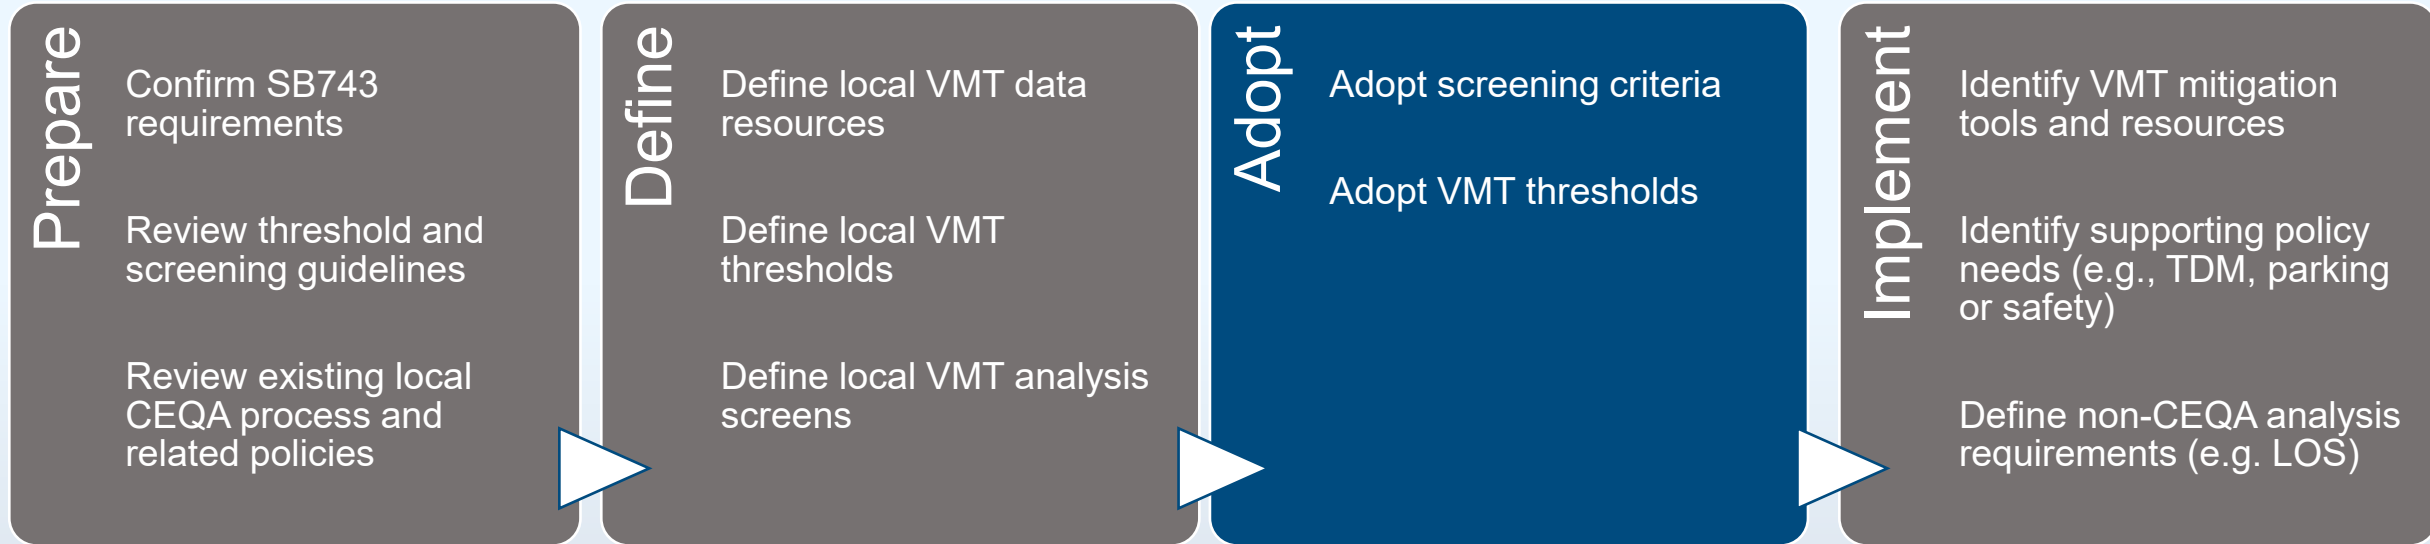 Prepare
Confirm SB743
requirements
Review threshold and
screening guidelines
Review existing local
CEQA process and
related policies
Define
Define local VMT data
resources
Define local VMT
thresholds
Define local VMT analysis
screens
Adopt
Adopt screening criteria
Adopt VMT thresholds
Implement
Identify VMT mitigation
tools and resources
Identify supporting policy
needs (e.g., TDM, parking
or safety)
Define non-CEQA analysis
requirements (e.g. LOS)